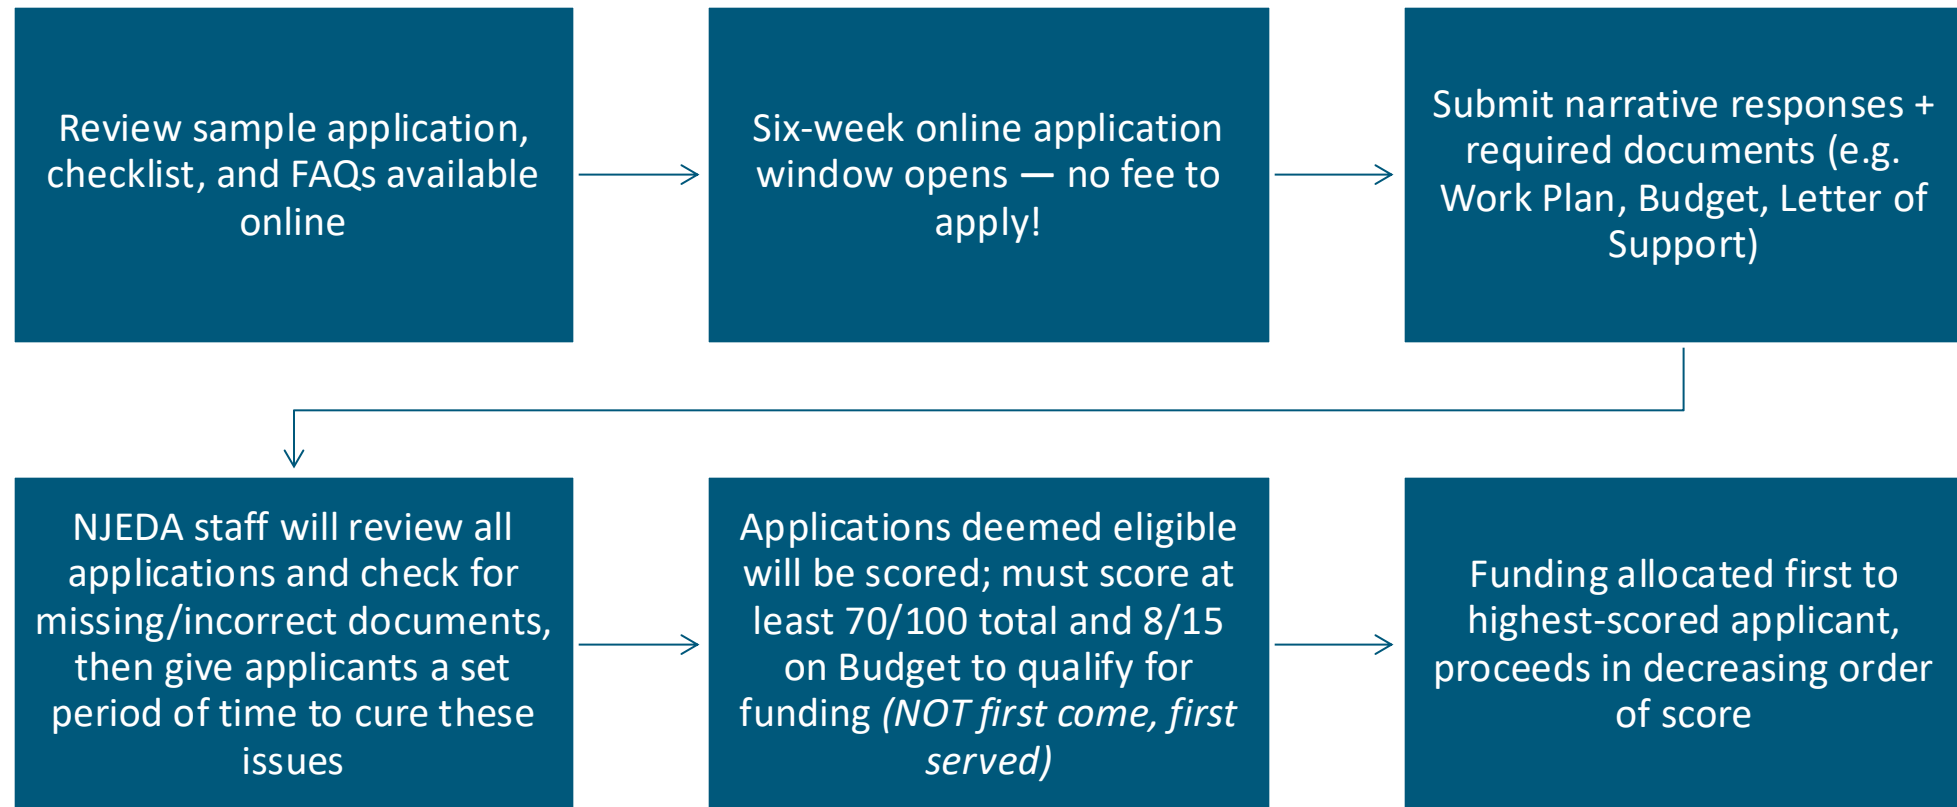 Review sample application,
checklist, and FAQs available
online
Six-week online application
window opens — no fee to
apply!
Submit narrative responses +
required documents (e.g.
Work Plan, Budget, Letter of
Support)
NJEDA staff will review all
applications and check for
missing/incorrect documents,
then give applicants a set
period of time to cure these
issues
Applications deemed eligible
will be scored; must score at
least 70/100 total and 8/15
on Budget to qualify for
funding (NOT first come, first
served)
Funding allocated first to
highest-scored applicant,
proceeds in decreasing order
of score